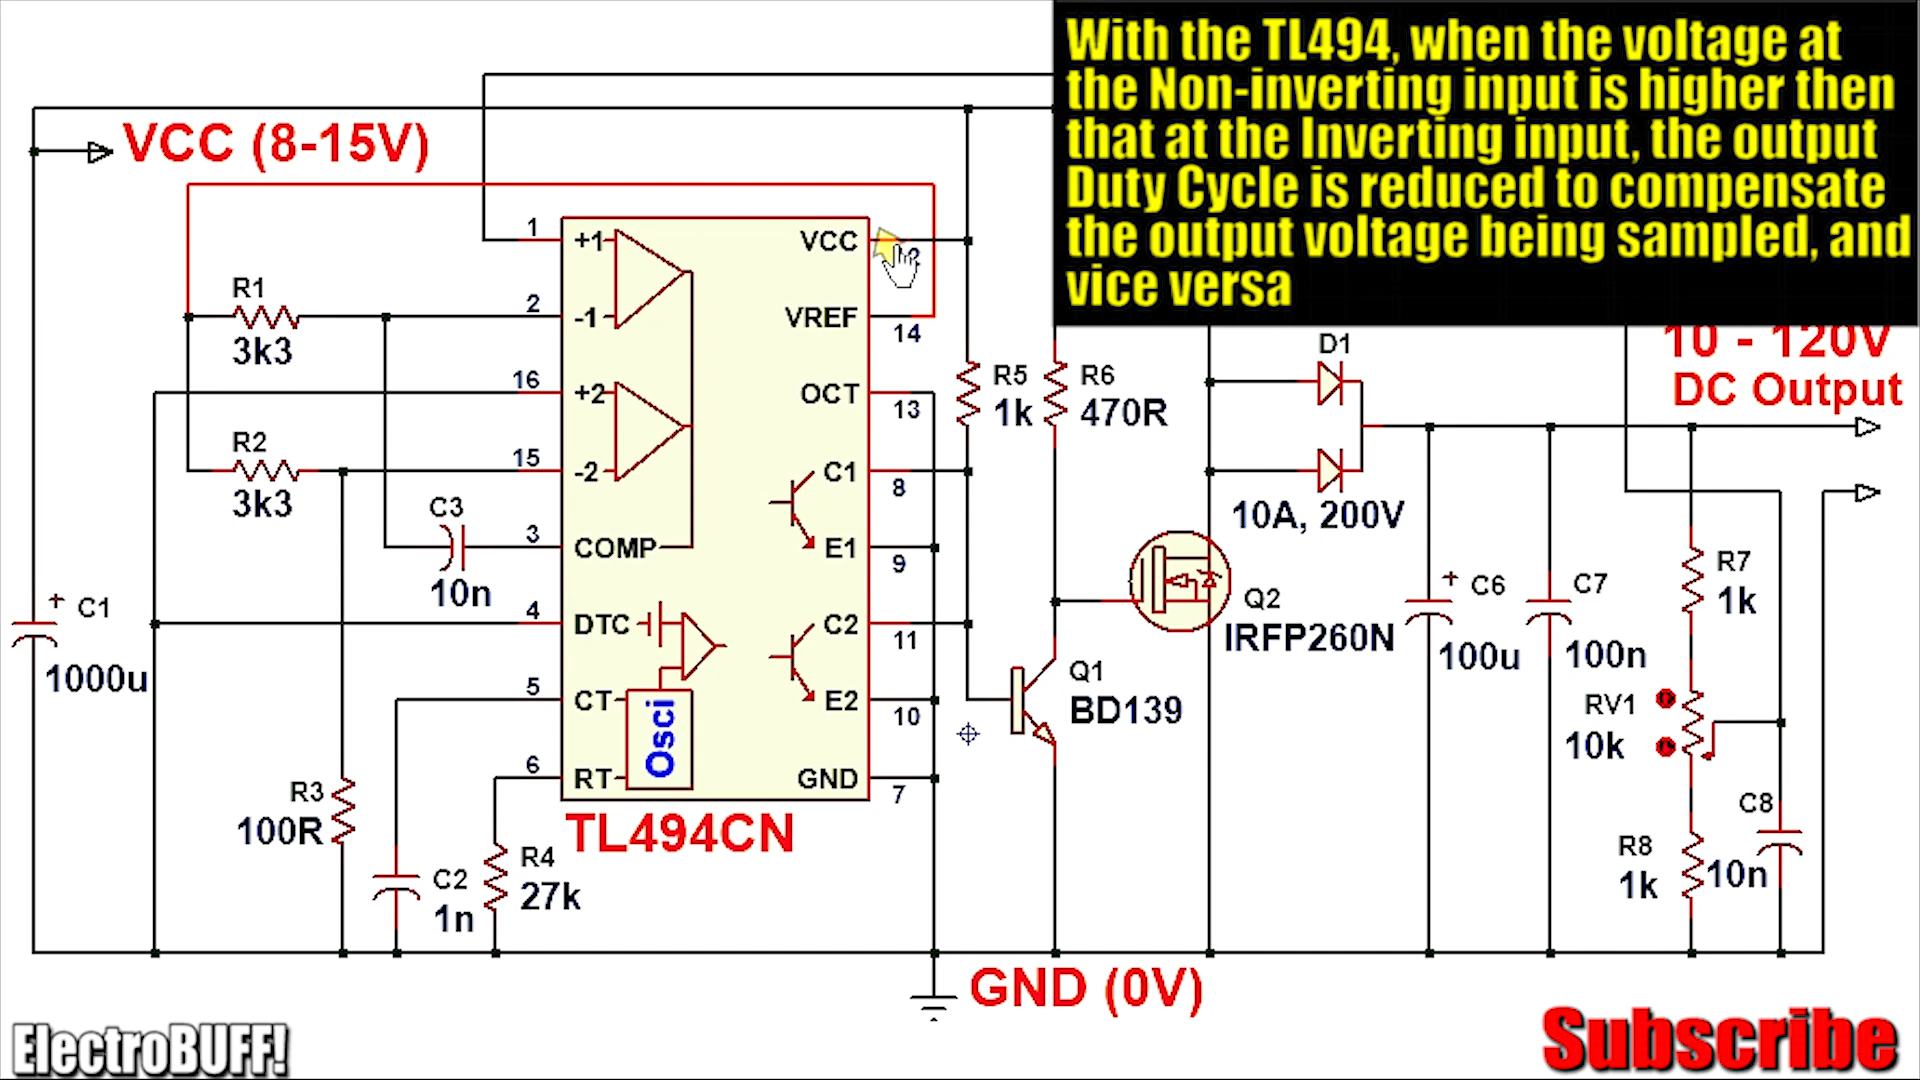 With the TL494, when the voltage at
the Non-inverting input is higher then
that at the Inverting input, the output
Duty Cycle is reduced to compensate
the output voltage being sampled, and
vice versa
VCC (8-15V)
1
+1
VCC
R1
3k3
2
-1
VREF
14
16
+2
OCT
13
R2
3k3
15
-2
C1
8
C3
10n
3
COMP
E1
9
+
C1
1000u
4
DTC
C2
11
5
CT
E2
10
Osci
6
RT
GND
7
TL494CN
R3
100R
C2
1n
R4
27k
R5
1k
R6
470R
D1
10A, 200V
10 - 120V
DC Output
Q2
IRFP260N
Q1
BD139
+
C6
100u
C7
100n
R7
1k
RV1
10k
R8
1k
C8
10n
GND (0V)
ElectroBUFF!
Subscribe